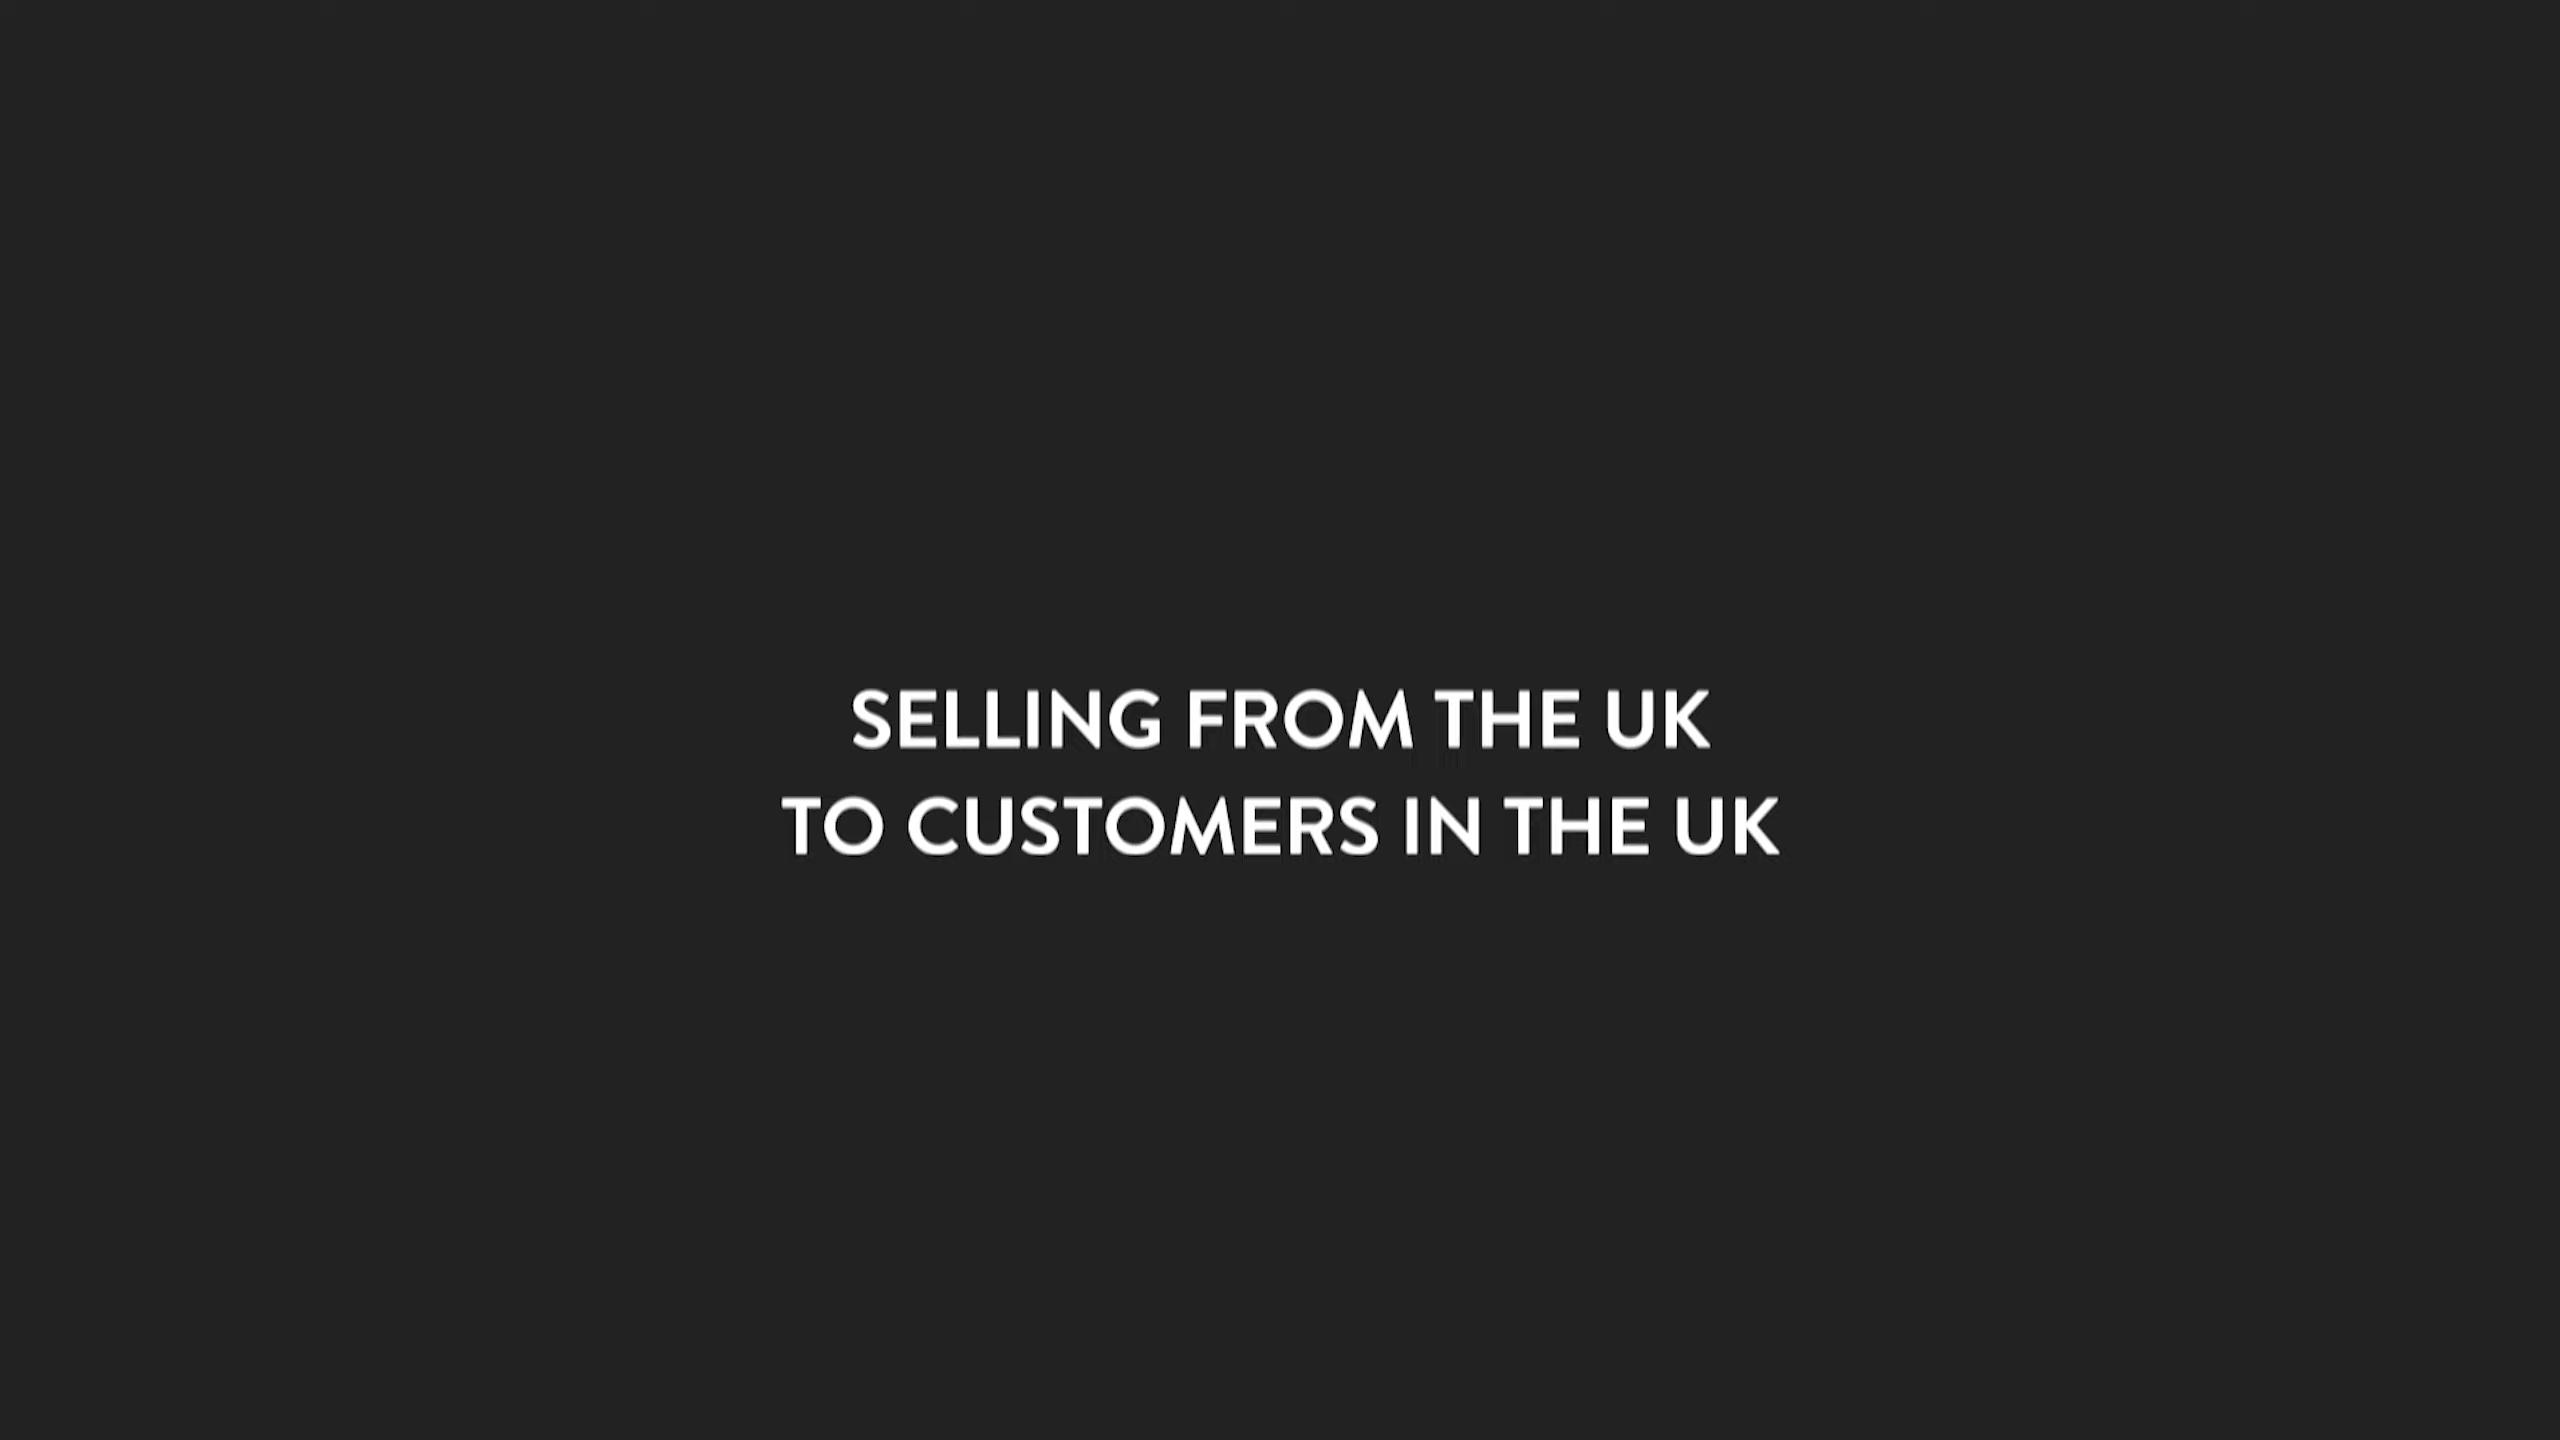 SELLING FROM THE UK
TO CUSTOMERS IN THE UK